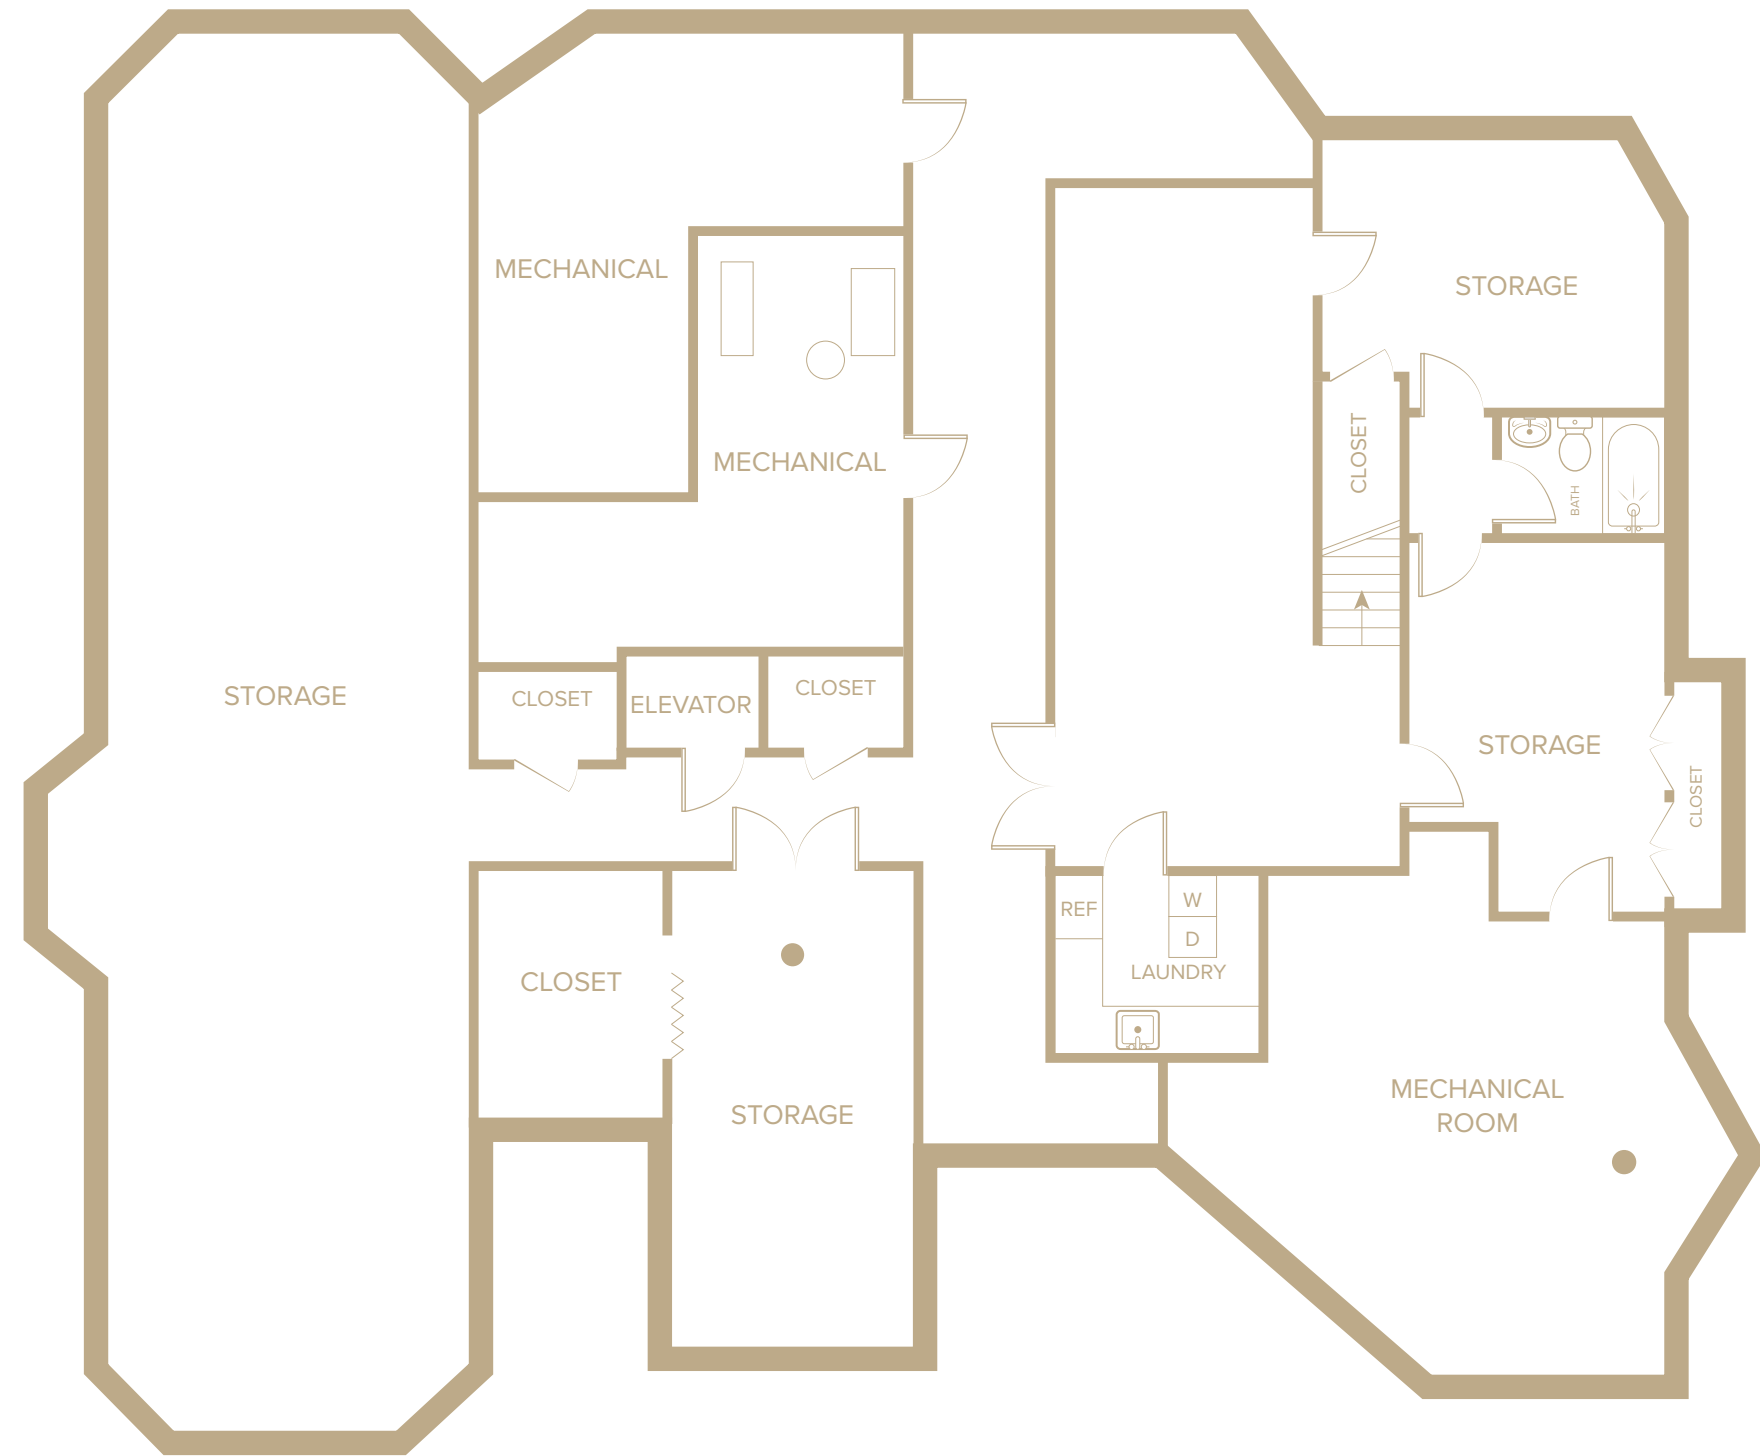 MECHANICAL
STORAGE
MECHANICAL
CLOSET
BATH
STORAGE
CLOSET
ELEVATOR
CLOSET
STORAGE
CLOSET
REF
W
D
LAUNDRY
CLOSET
STORAGE
MECHANICAL
ROOM